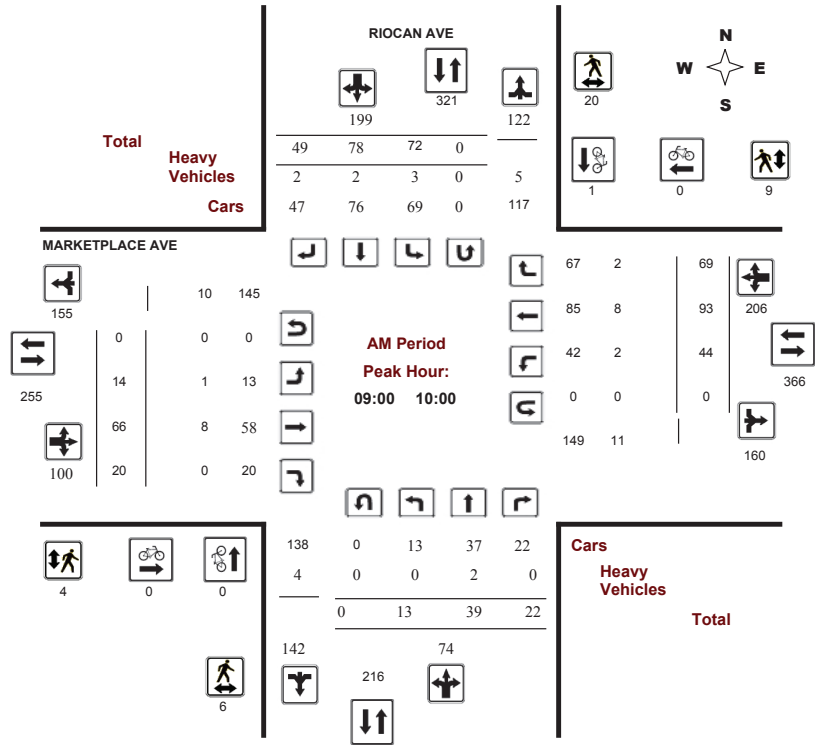 RIOCAN AVE
N
W E
S
321
20
199 122
Total 49 78 72 0
Heavy
Vehicles 2 2 3 0 5
Cars 47 76 69 0 117
1 0 9
MARKETPLACE AVE
155 10 145
0 0 0
255 14 1 13
66 8 58
100 20 0 20
AM Period
Peak Hour:
09:00 10:00
67 2 69
85 8 93 206
42 2 44
366
0 0 0
149 11 160
138 0 13 37 22 Cars
4 0 0 2 0 Heavy
Vehicles
0 13 39 22 Total
4 0 0
142 74
216
6